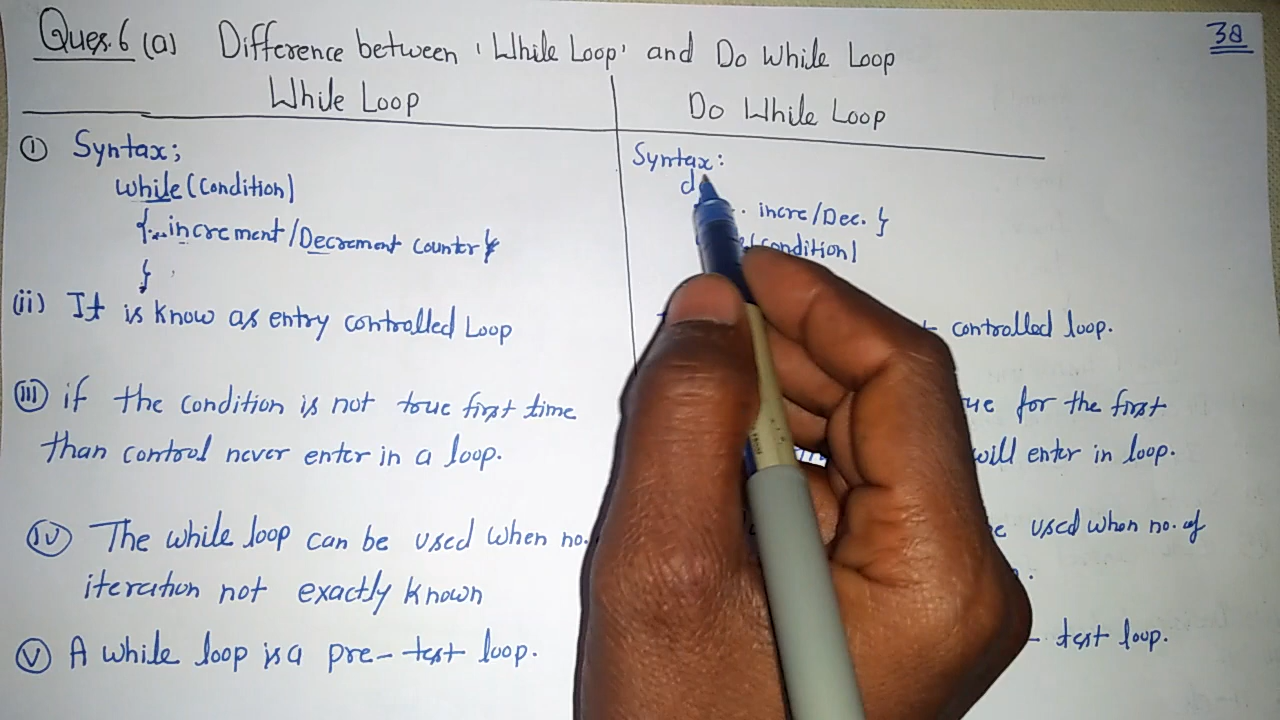 Ques.6 (a) Difference between 'While Loop' and Do While Loop
38
While Loop
Do While Loop
(i) Syntax;
while (Condition)
{... increment/Decrement counter }
}
(ii) It is know as entry controlled Loop
(iii) if the condition is not true first time
than control never enter in a loop.
(iv) The while loop can be used when no.
iteration not exactly known
(v) A while loop is a pre-test loop.
Syntax:
incre/Dec. }
(condition)
controlled loop.
for the first
will enter in loop.
used when no. of
test loop.